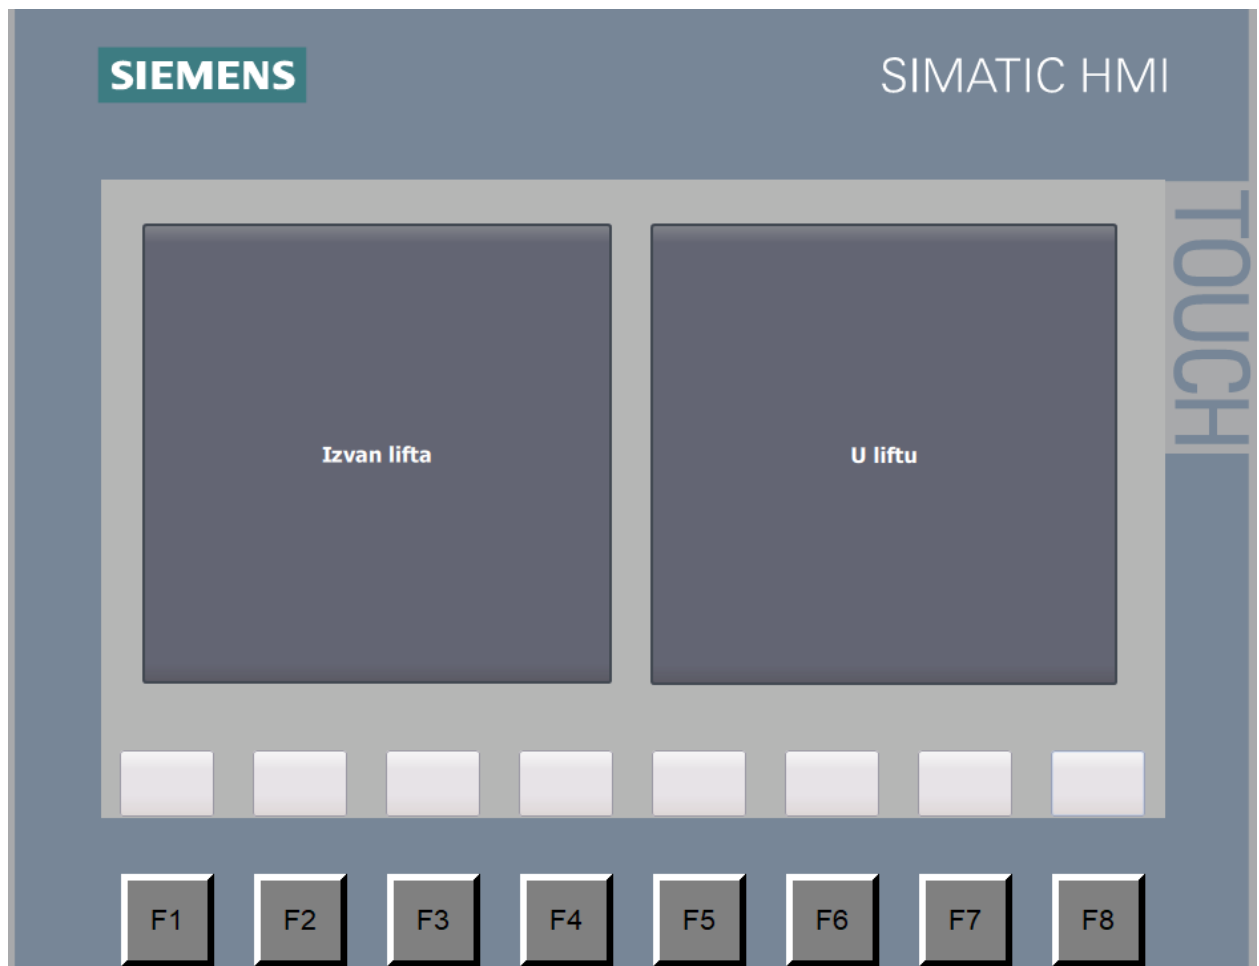 SIEMENS
SIMATIC HMI
TOUCH
Izvan lifta
U liftu
F1
F2
F3
F4
F5
F6
F7
F8